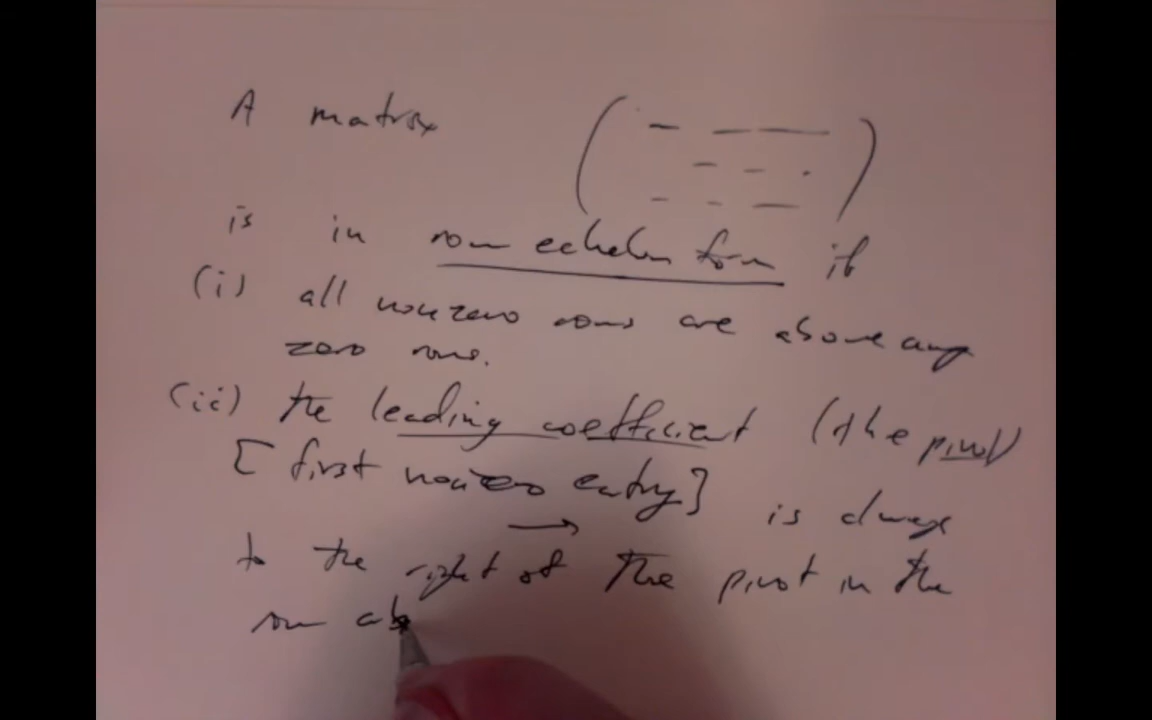 A matrix
is in row echelon form if
(i) all nonzero rows are above any
zero rows.
(ii) the leading coefficient (the pivot)
[first nonzero entry] is always
to the right of the pivot in the
row ab